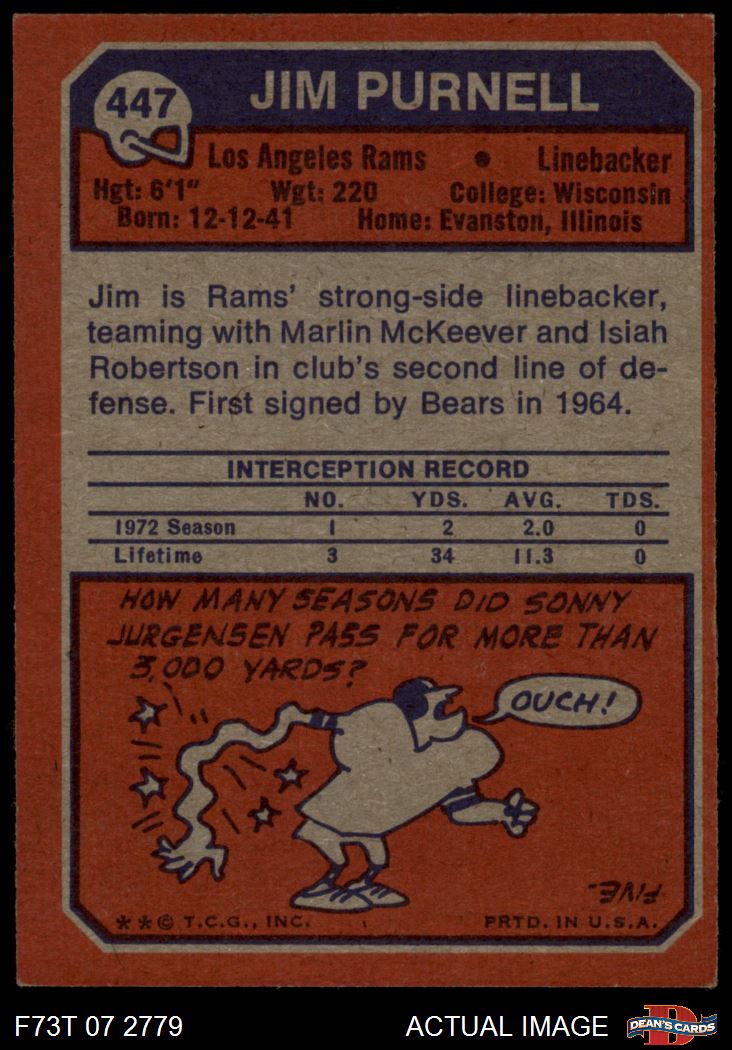 447
JIM PURNELL
Los Angeles Rams • Linebacker
Hgt: 6'1" Wgt: 220 College: Wisconsin
Born: 12-12-41 Home: Evanston, Illinois
Jim is Rams' strong-side linebacker,
teaming with Marlin McKeever and Isiah
Robertson in club's second line of de-
fense. First signed by Bears in 1964.
INTERCEPTION RECORD
NO. YDS. AVG. TDS.
1972 Season 1 2 2.0 0
Lifetime 3 34 11.3 0
HOW MANY SEASONS DID SONNY
JURGENSEN PASS FOR MORE THAN
3,000 YARDS?
OUCH!
-FIVE-
**© T.C.G., INC. PRTD. IN U.S.A.
F73T 07 2779 ACTUAL IMAGE
D
DEAN'S CARDS